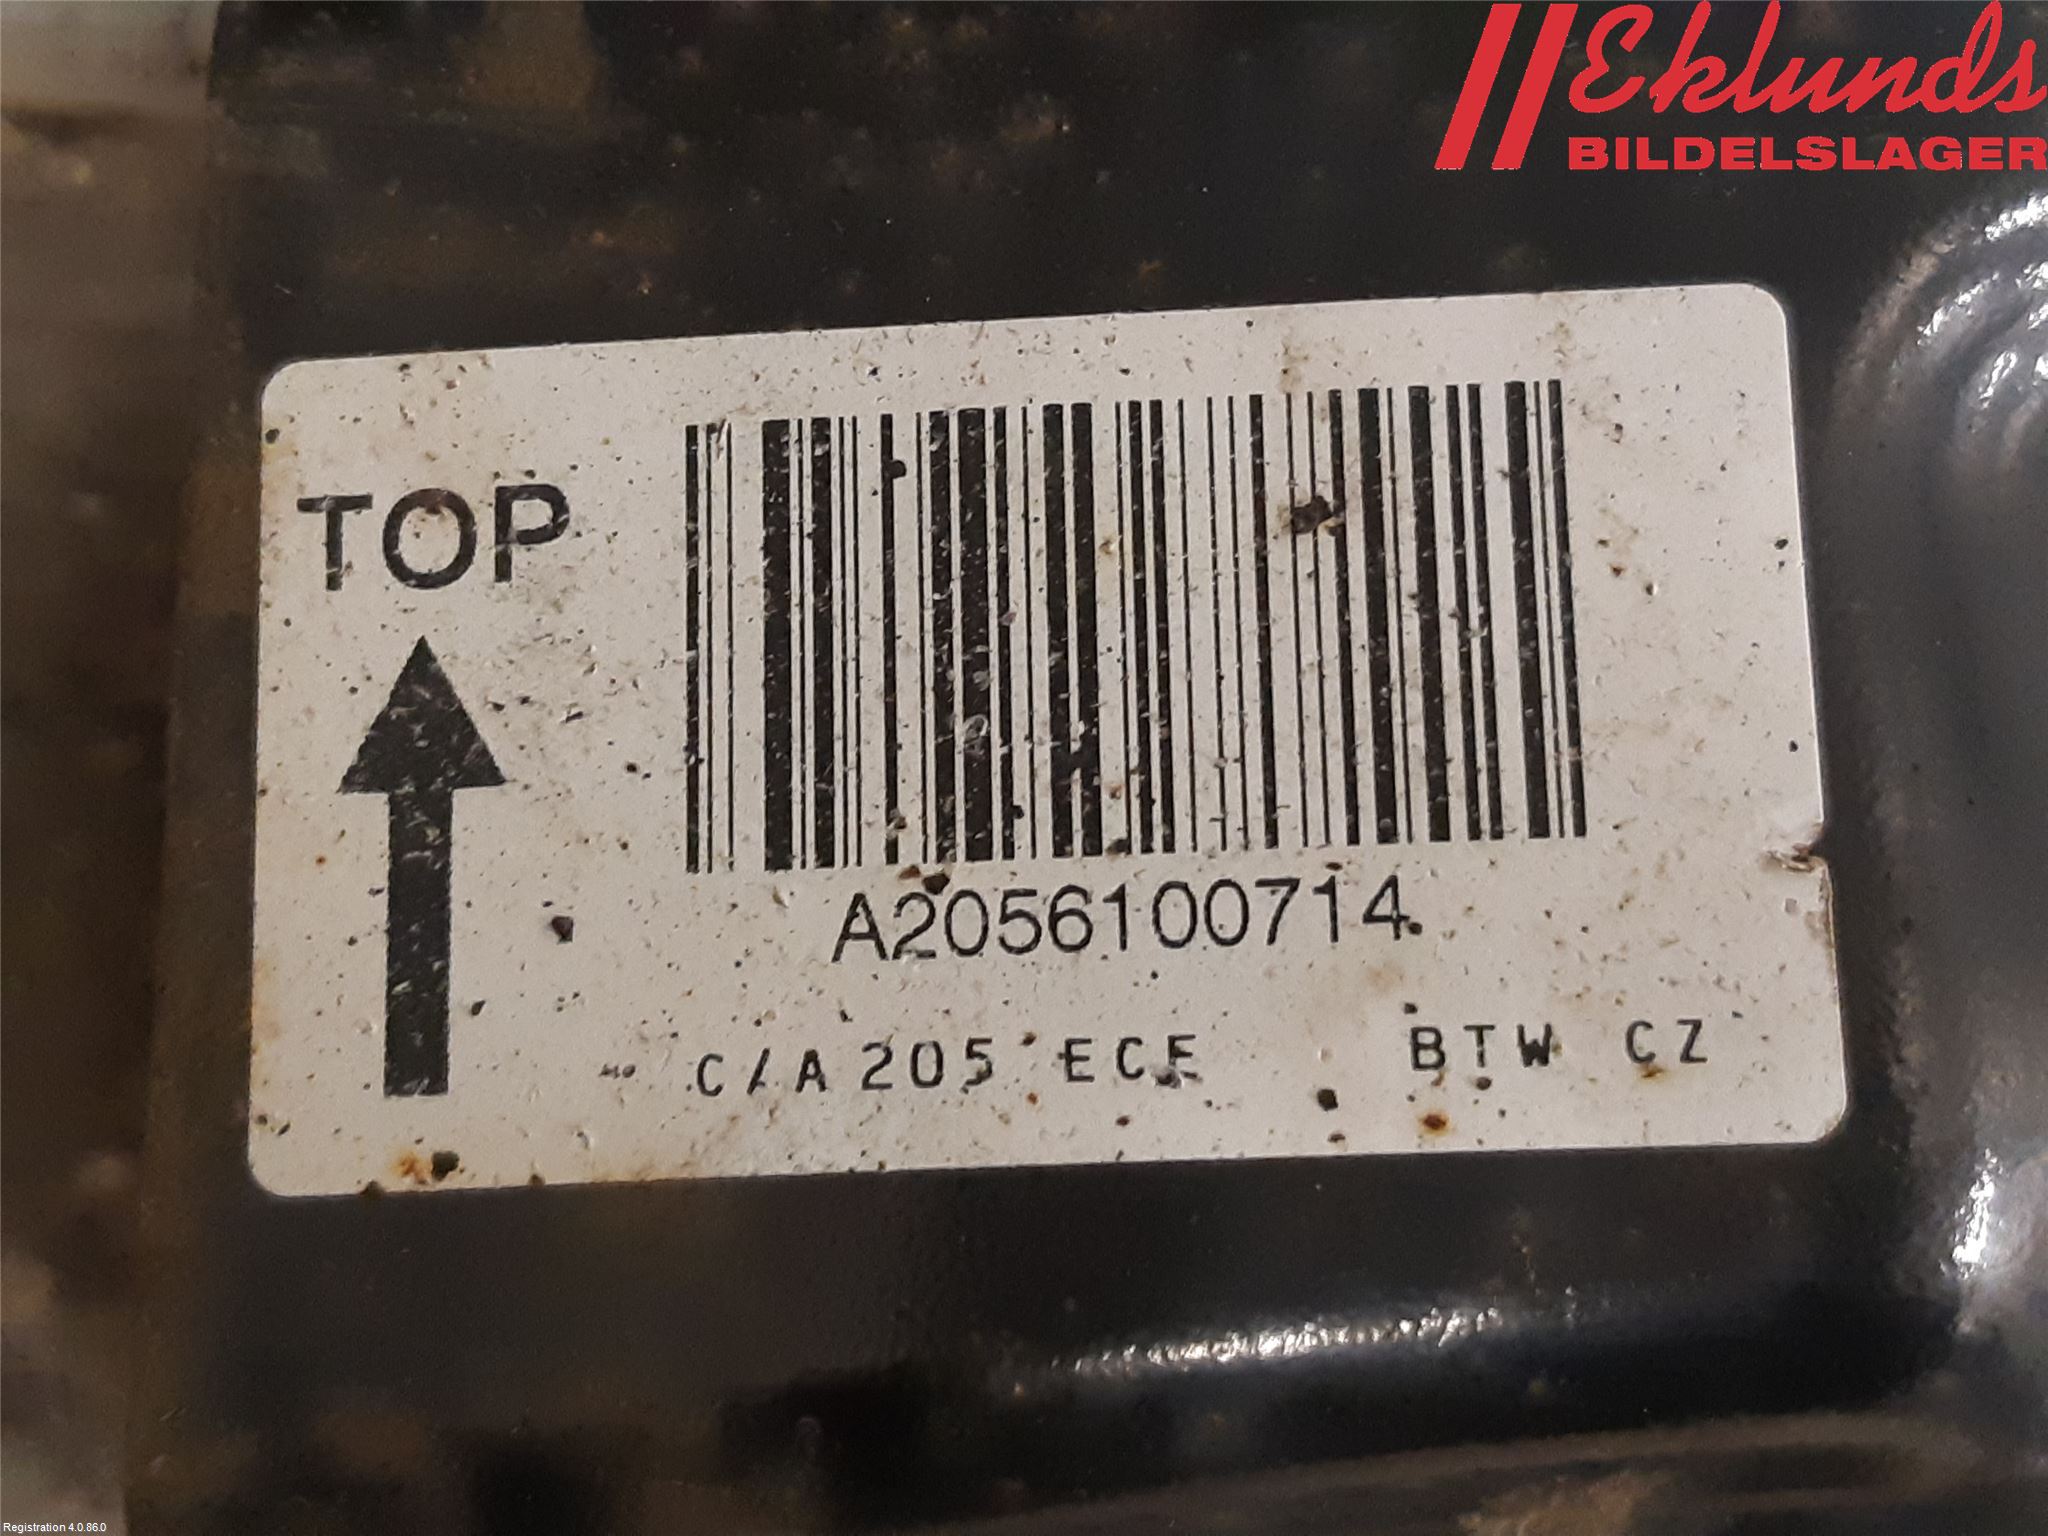 Eklunds
BILDELSLAGER
TOP
A2056100714
C/A 205 ECE BTW CZ
Registration 4.0.86.0